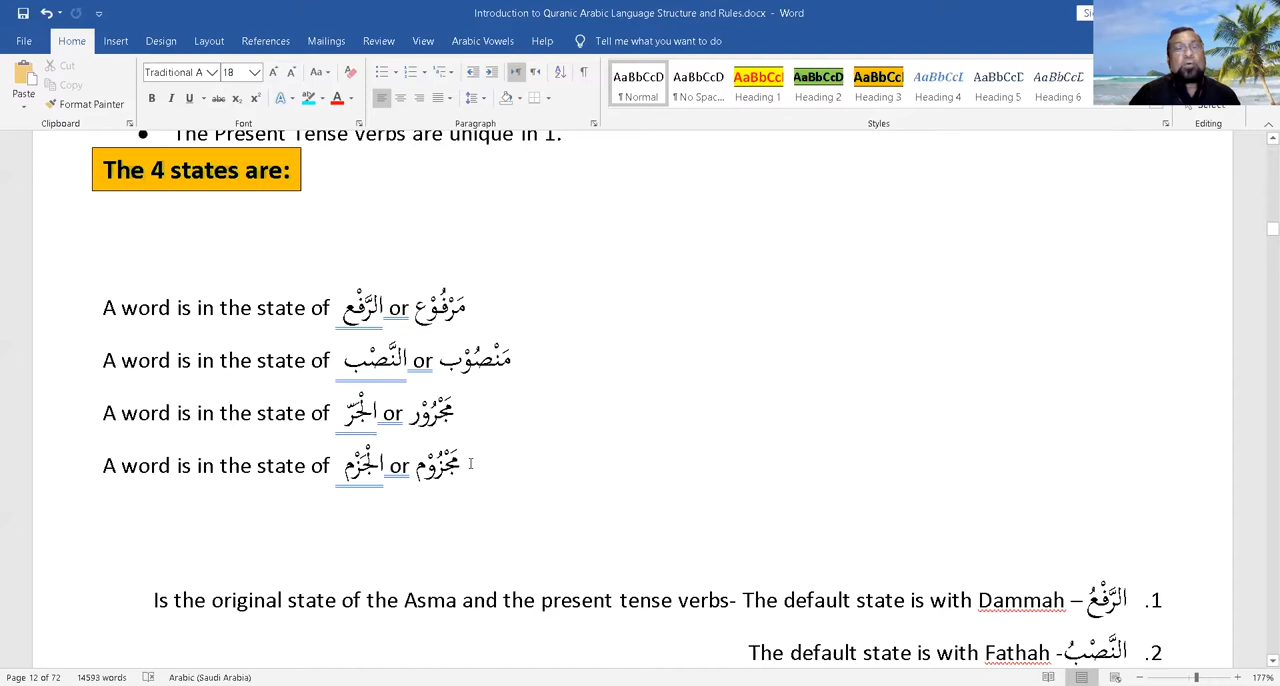 Introduction to Quranic Arabic Language Structure and Rules.docx - Word
File Home Insert Design Layout References Mailings Review View Arabic Vowels Help Tell me what you want to do
Paste
Cut
Copy
Format Painter
Clipboard
Traditional A 18
B I U abc
Font
Paragraph
AaBbCcD AaBbCcD AaBbCcI AaBbCcD AaBbCcI AaBbCcL AaBbCcD AaBbCcD
¶ Normal ¶ No Spac... Heading 1 Heading 2 Heading 3 Heading 4 Heading 5 Heading 6
Styles
Editing
The Present Tense verbs are unique in 1.
The 4 states are:
A word is in the state of الرَّفْع or مَرْفُوْع
A word is in the state of النَّصْب or مَنْصُوْب
A word is in the state of الْجَرّ or مَجْرُوْر
A word is in the state of الْجَزْم or مَجْزُوْم
Is the original state of the Asma and the present tense verbs- The default state is with Dammah – الرَّفْعُ .1
The default state is with Fathah -النَّصْبُ .2
Page 12 of 72 14593 words Arabic (Saudi Arabia) 177%